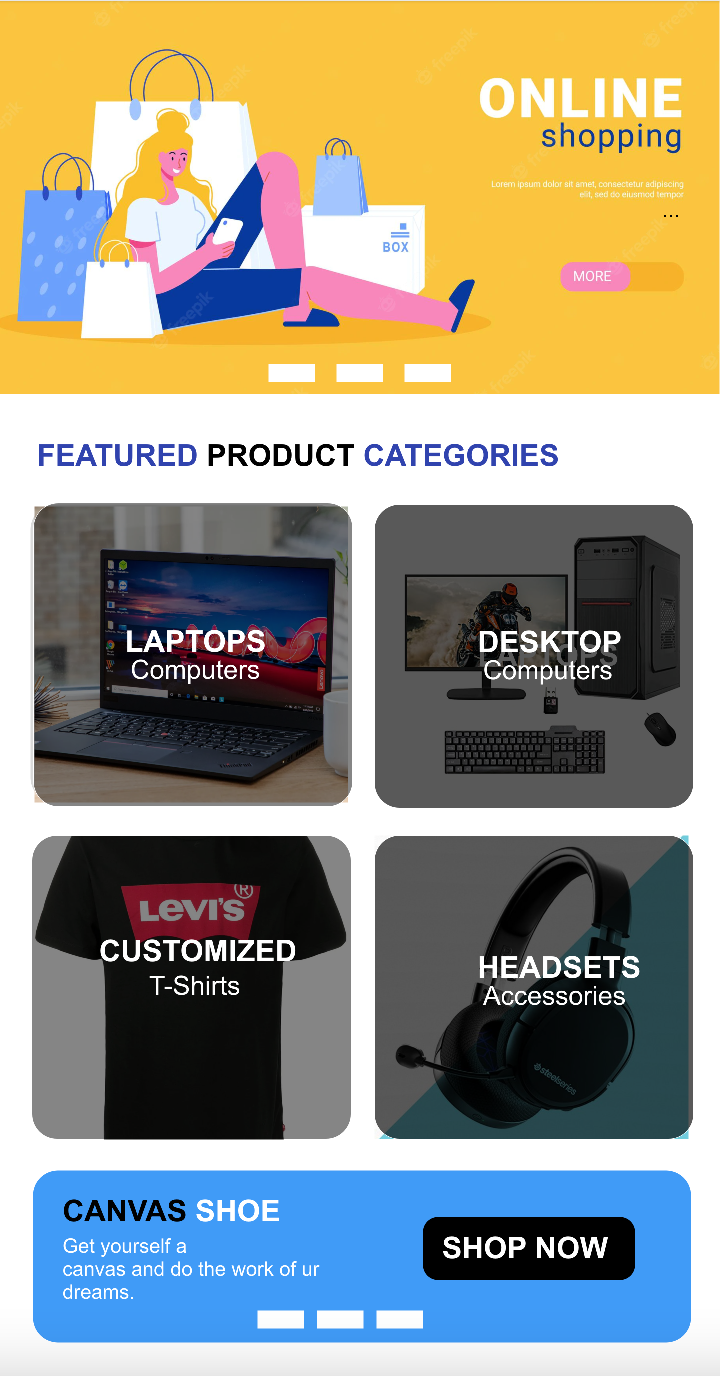 ONLINE
shopping
Lorem ipsum dolor sit amet, consectetur adipiscing
elit, sed do eiusmod tempor
...
BOX
MORE
FEATURED PRODUCT CATEGORIES
LAPTOPS
Computers
DESKTOP
LAPTOPS
Computers
LEVI'S ®
CUSTOMIZED
T-Shirts
HEADSETS
Accessories
steelseries
CANVAS SHOE
Get yourself a
canvas and do the work of ur
dreams.
SHOP NOW